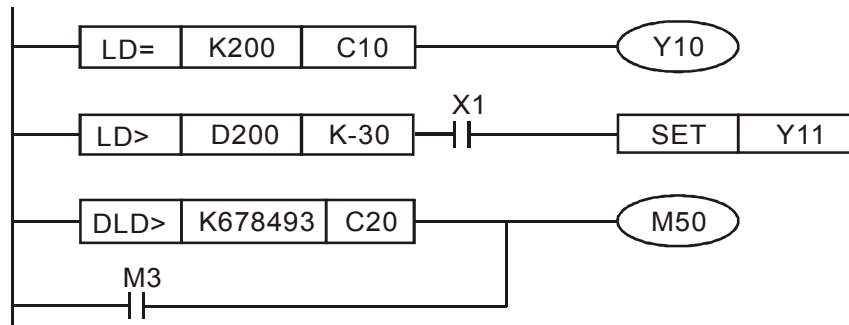 LD= K200 C10 Y10
X1
LD> D200 K-30 SET Y11
DLD> K678493 C20 M50
M3